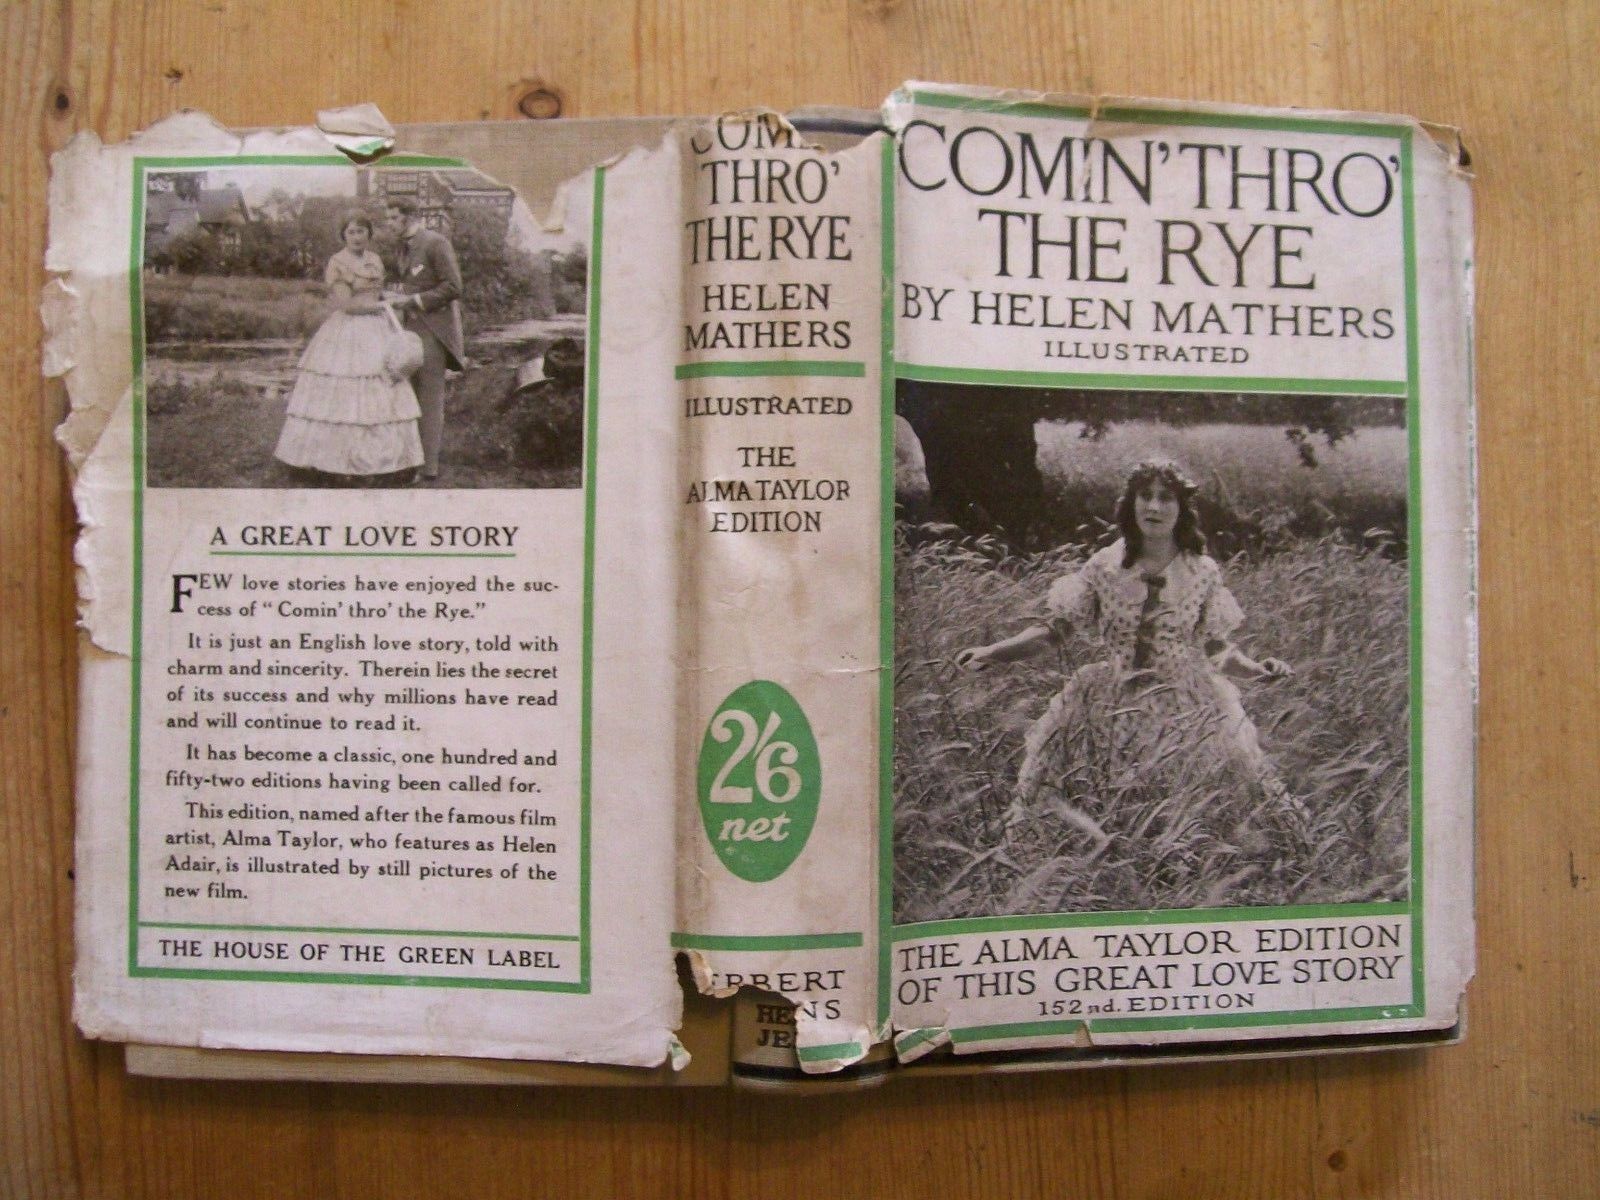 A GREAT LOVE STORY
FEW love stories have enjoyed the suc-
cess of " Comin' thro' the Rye."
It is just an English love story, told with
charm and sincerity. Therein lies the secret
of its success and why millions have read
and will continue to read it.
It has become a classic, one hundred and
fifty-two editions having been called for.
This edition, named after the famous film
artist, Alma Taylor, who features as Helen
Adair, is illustrated by still pictures of the
new film.
THE HOUSE OF THE GREEN LABEL
'THRO'
THE RYE
HELEN
MATHERS
ILLUSTRATED
THE
ALMA TAYLOR
EDITION
2/6
net
COMIN' THRO'
THE RYE
BY HELEN MATHERS
ILLUSTRATED
THE ALMA TAYLOR EDITION
OF THIS GREAT LOVE STORY
152nd. EDITION